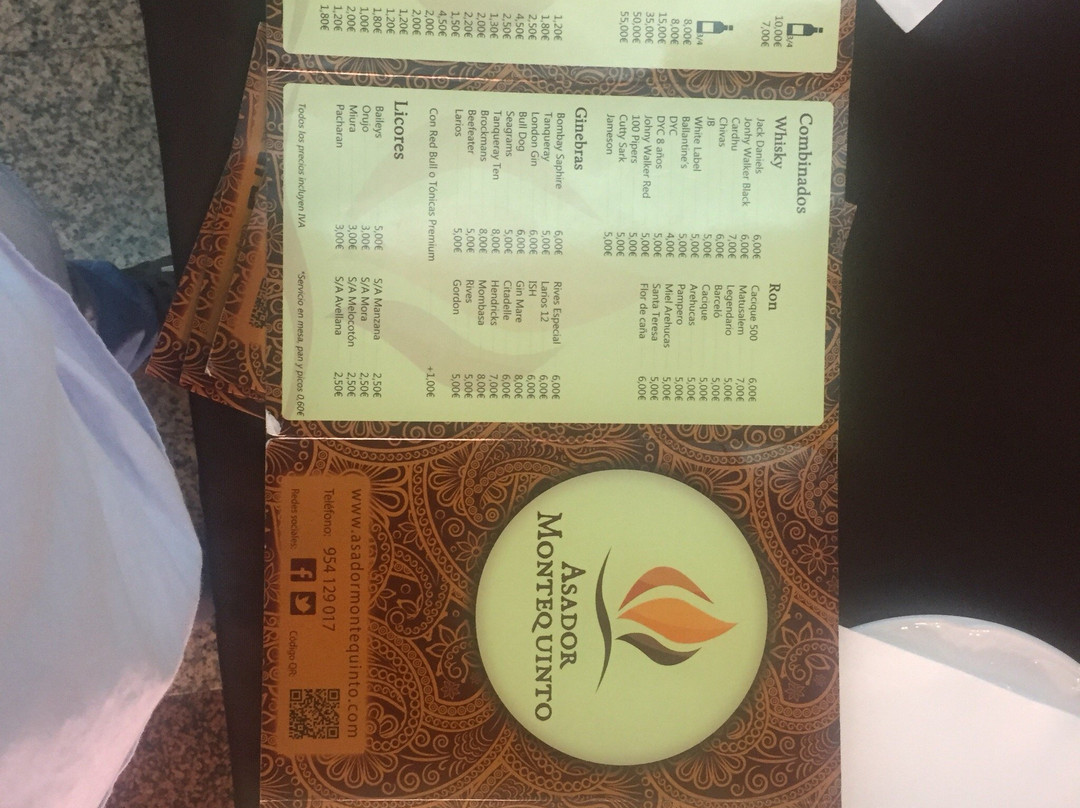 1/4
10,00€ 7,00€
1/4
8,00€
8,00€
15,00€
35,00€
50,00€
55,00€
1,20€
1,80€
2,50€
4,50€
2,50€
1,30€
2,00€
2,20€
1,50€
4,50€
2,00€
2,00€
1,20€
1,20€
1,80€
1,00€
2,00€
1,20€
1,80€
Combinados
Whisky
Jack Daniels 6,00€
Jonhy Walker Black 6,00€
Cardhu 7,00€
Chivas 6,00€
JB 5,00€
White Label 5,00€
Ballantine's 5,00€
DYC 4,00€
DYC 8 años 5,00€
Johny Walker Red 5,00€
100 Pipers 5,00€
Cutty Sark 5,00€
Jameson 5,00€
Ron
Cacique 500 6,00€
Matusalem 7,00€
Legendario 5,00€
Barceló 5,00€
Cacique 5,00€
Arehucas 5,00€
Pampero 5,00€
Miel Arehucas 5,00€
Santa Teresa 5,00€
Flor de caña 6,00€
Ginebras
Bombay Saphire 6,00€ Rives Especial 6,00€
Tanqueray 5,00€ Larios 12 6,00€
London Gin 6,00€ ISH 6,00€
Bull Dog 6,00€ Gin Mare 8,00€
Seagrams 5,00€ Citadelle 6,00€
Tanqueray Ten 8,00€ Hendricks 7,00€
Brockmans 8,00€ Mombasa 8,00€
Beefeater 5,00€ Rives 5,00€
Larios 5,00€ Gordon 5,00€
Con Red Bull o Tónicas Premium +1,00€
Licores
Baileys 5,00€ S/A Manzana 2,50€
Orujo 3,00€ S/A Mora 2,50€
Miura 3,00€ S/A Melocotón 2,50€
Pacharan 3,00€ S/A Avellana 2,50€
Todos los precios incluyen IVA *Servicio en mesa, pan y picos 0,60€
ASADOR
MONTEQUINTO
www.asadormontequinto.com
Teléfono: 954 129 017
Redes sociales: Código QR: